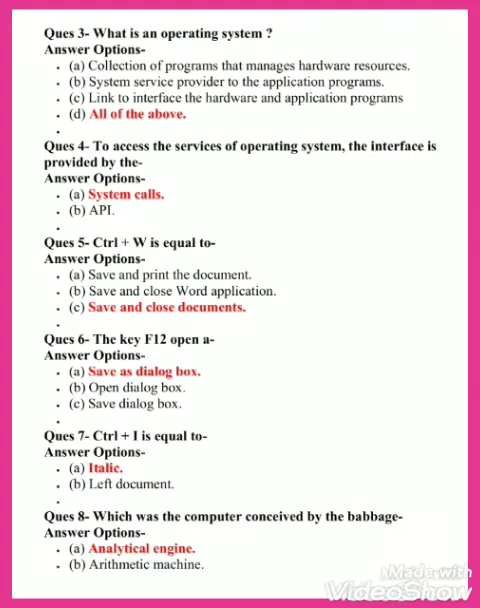 Ques 3- What is an operating system ?
Answer Options-
• (a) Collection of programs that manages hardware resources.
• (b) System service provider to the application programs.
• (c) Link to interface the hardware and application programs
• (d) All of the above.
•
Ques 4- To access the services of operating system, the interface is
provided by the-
Answer Options-
• (a) System calls.
• (b) API.
•
Ques 5- Ctrl + W is equal to-
Answer Options-
• (a) Save and print the document.
• (b) Save and close Word application.
• (c) Save and close documents.
•
Ques 6- The key F12 open a-
Answer Options-
• (a) Save as dialog box.
• (b) Open dialog box.
• (c) Save dialog box.
•
Ques 7- Ctrl + I is equal to-
Answer Options-
• (a) Italic.
• (b) Left document.
•
Ques 8- Which was the computer conceived by the babbage-
Answer Options-
• (a) Analytical engine.
• (b) Arithmetic machine.
Made with
VideoShow